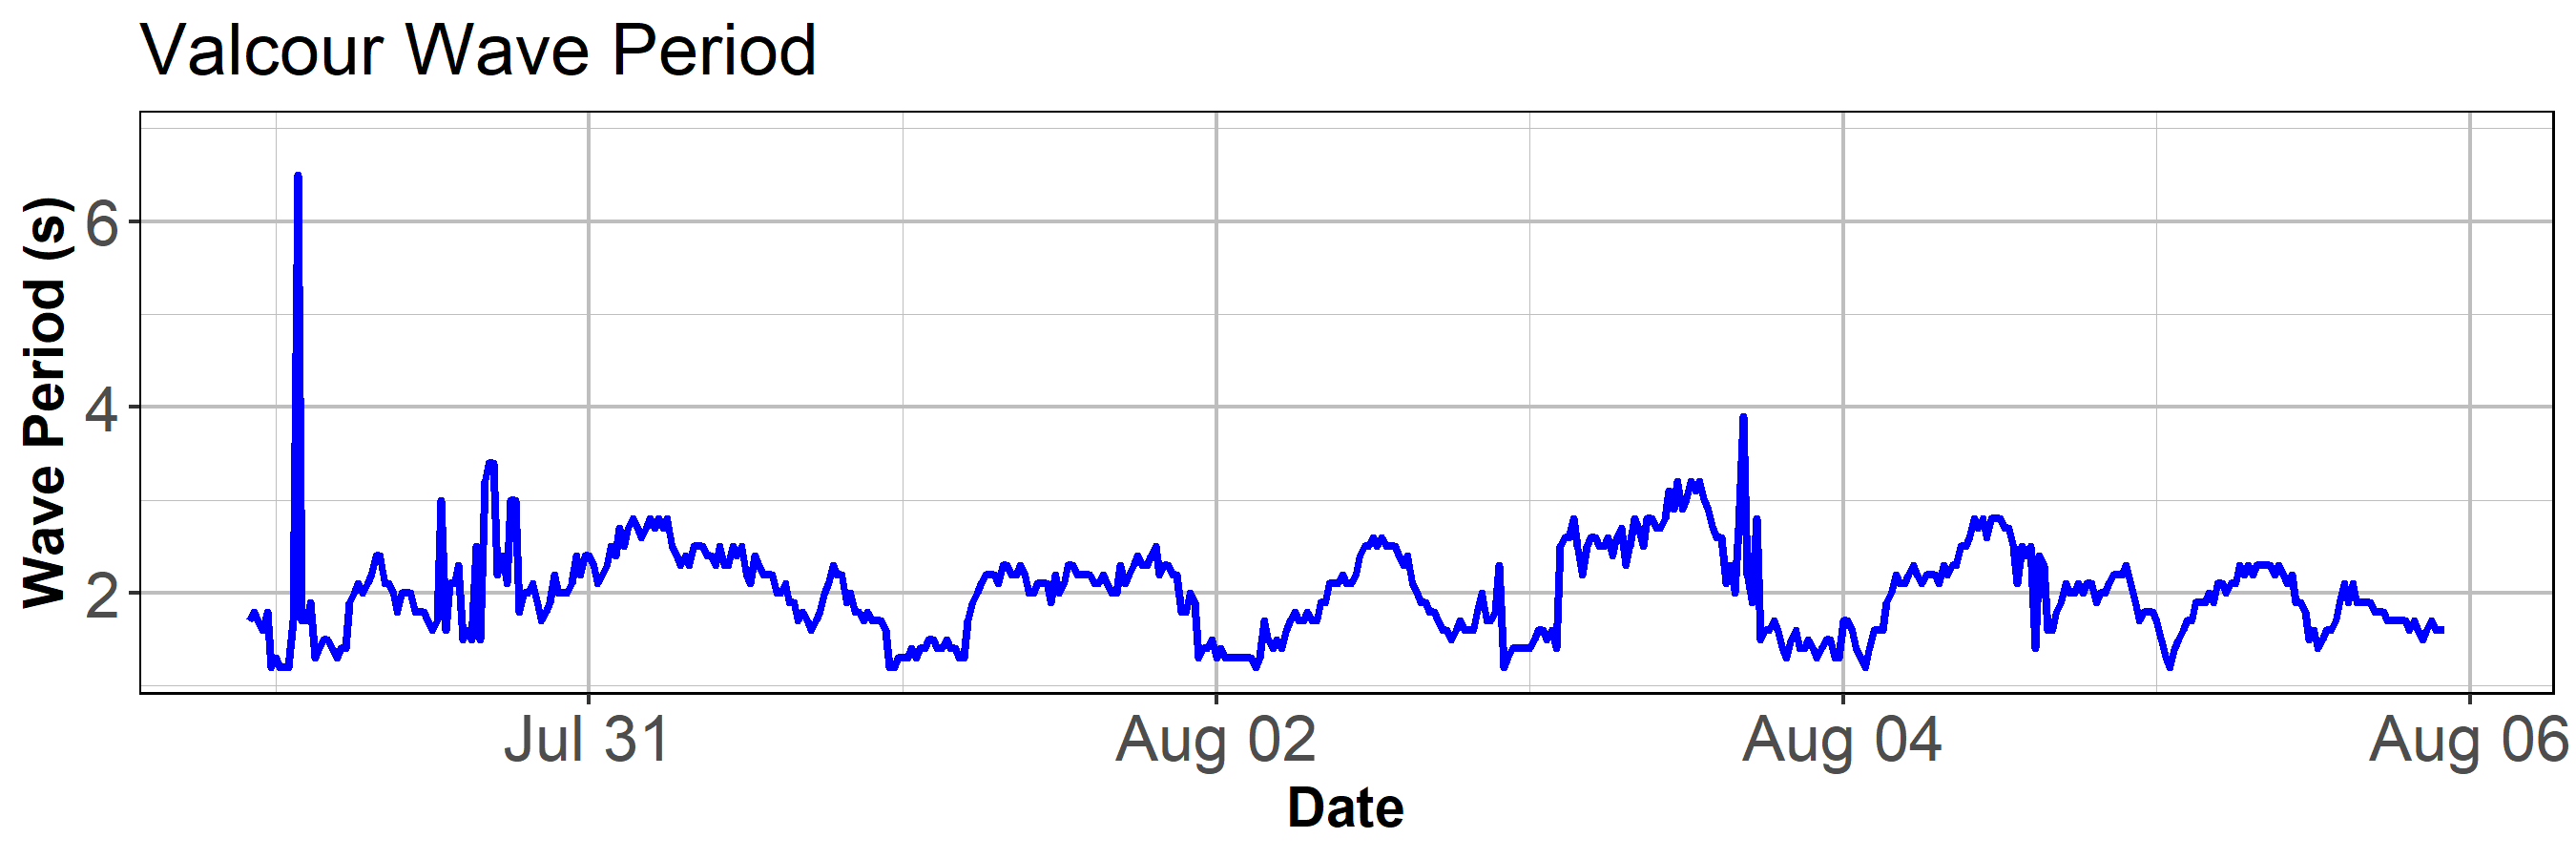 Valcour Wave Period
Wave Period (s)
6
4
2
Jul 31 Aug 02 Aug 04 Aug 06
Date